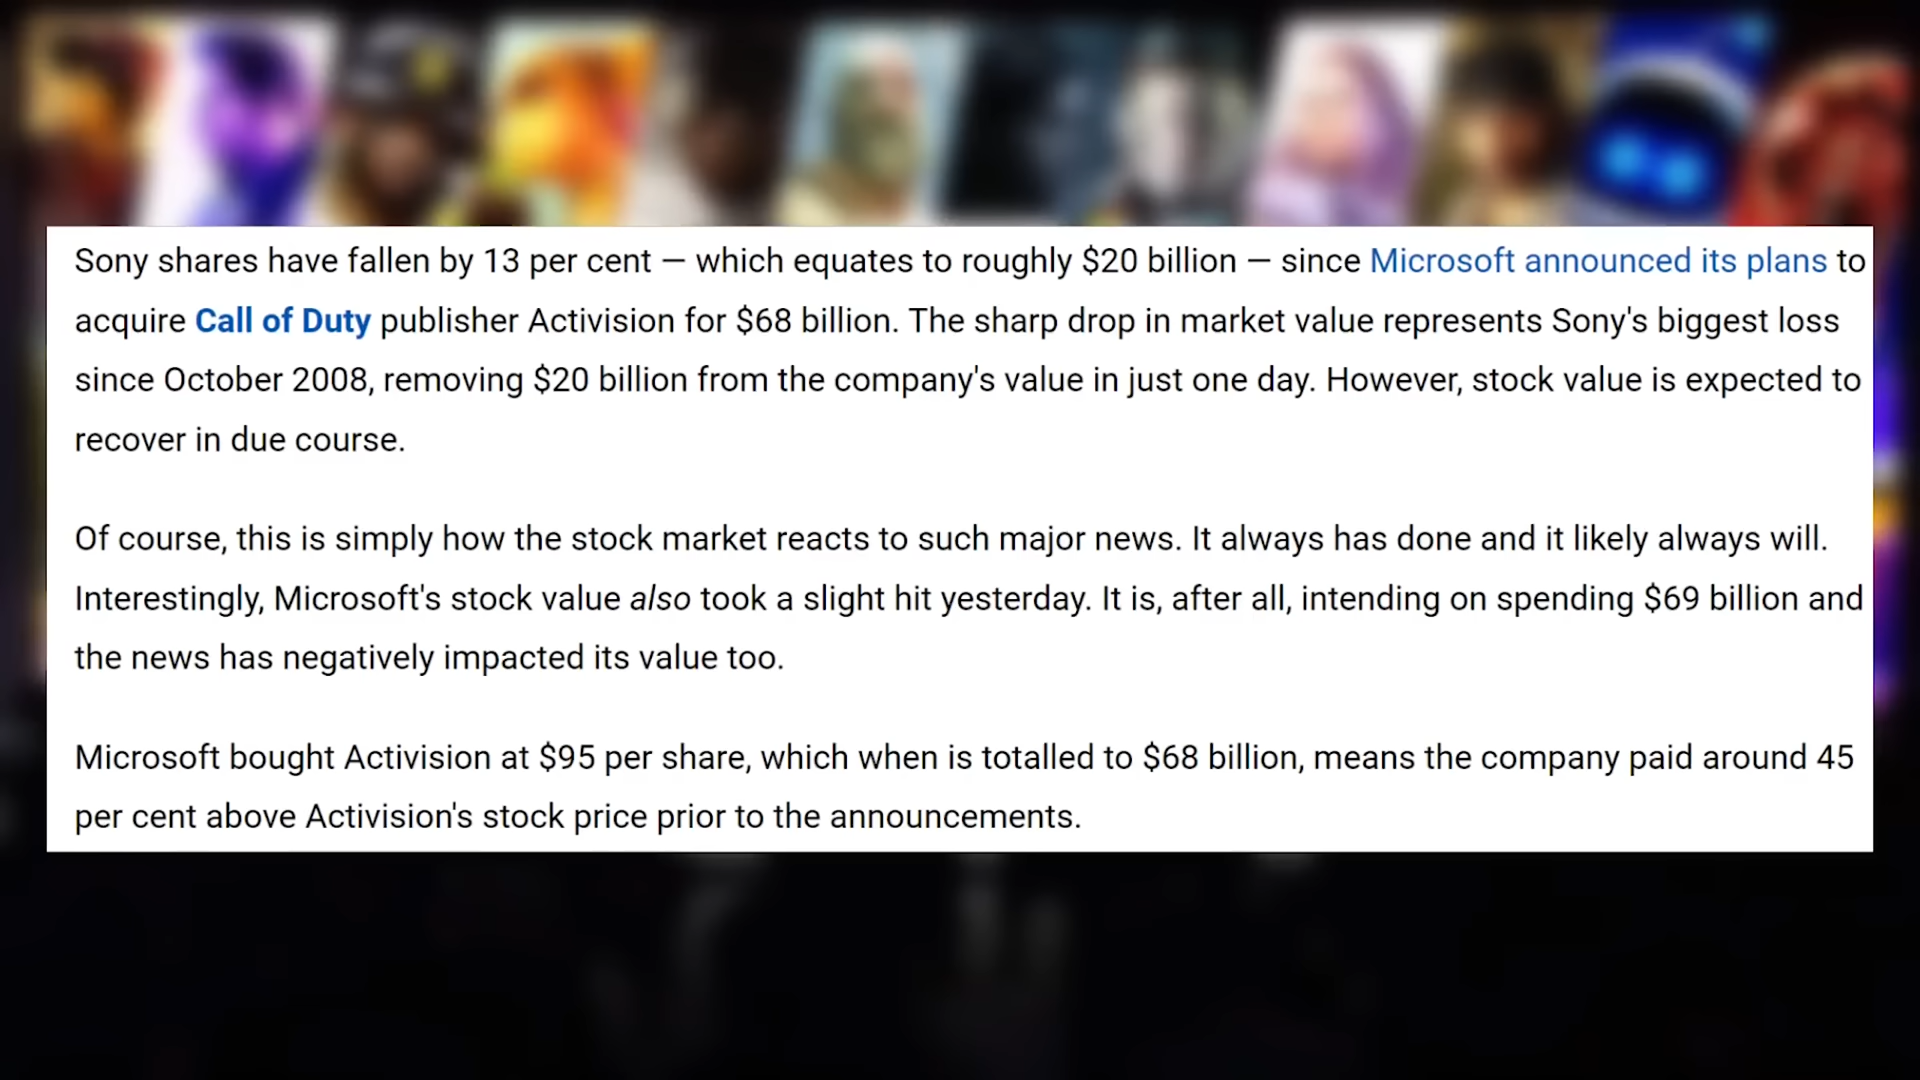 Sony shares have fallen by 13 per cent — which equates to roughly $20 billion — since Microsoft announced its plans to
acquire Call of Duty publisher Activision for $68 billion. The sharp drop in market value represents Sony's biggest loss
since October 2008, removing $20 billion from the company's value in just one day. However, stock value is expected to
recover in due course.
Of course, this is simply how the stock market reacts to such major news. It always has done and it likely always will.
Interestingly, Microsoft's stock value also took a slight hit yesterday. It is, after all, intending on spending $69 billion and
the news has negatively impacted its value too.
Microsoft bought Activision at $95 per share, which when is totalled to $68 billion, means the company paid around 45
per cent above Activision's stock price prior to the announcements.